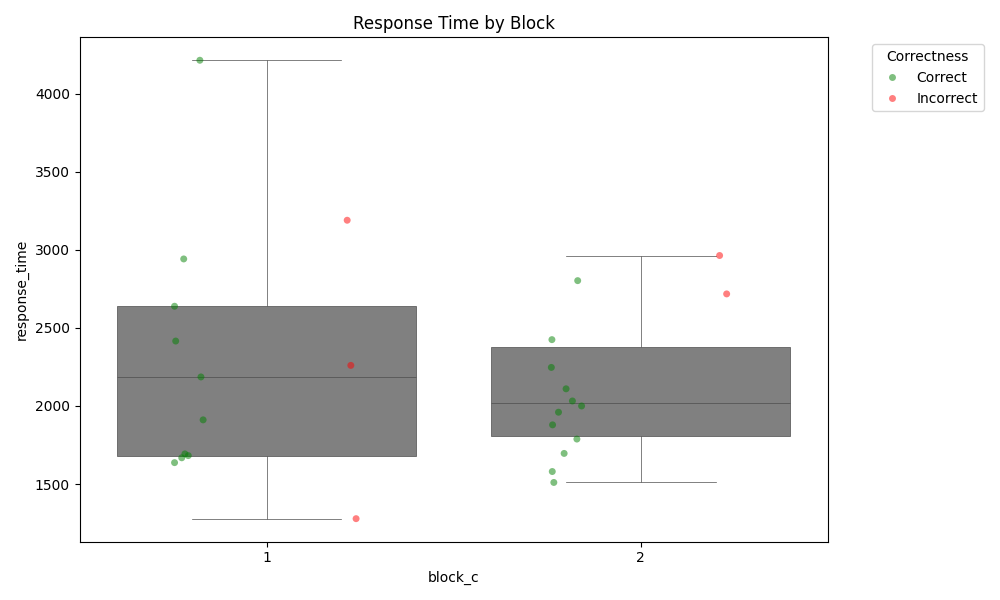 Response Time by Block
Correctness
Correct
Incorrect
response_time
4000
3500
3000
2500
2000
1500
1
2
block_c